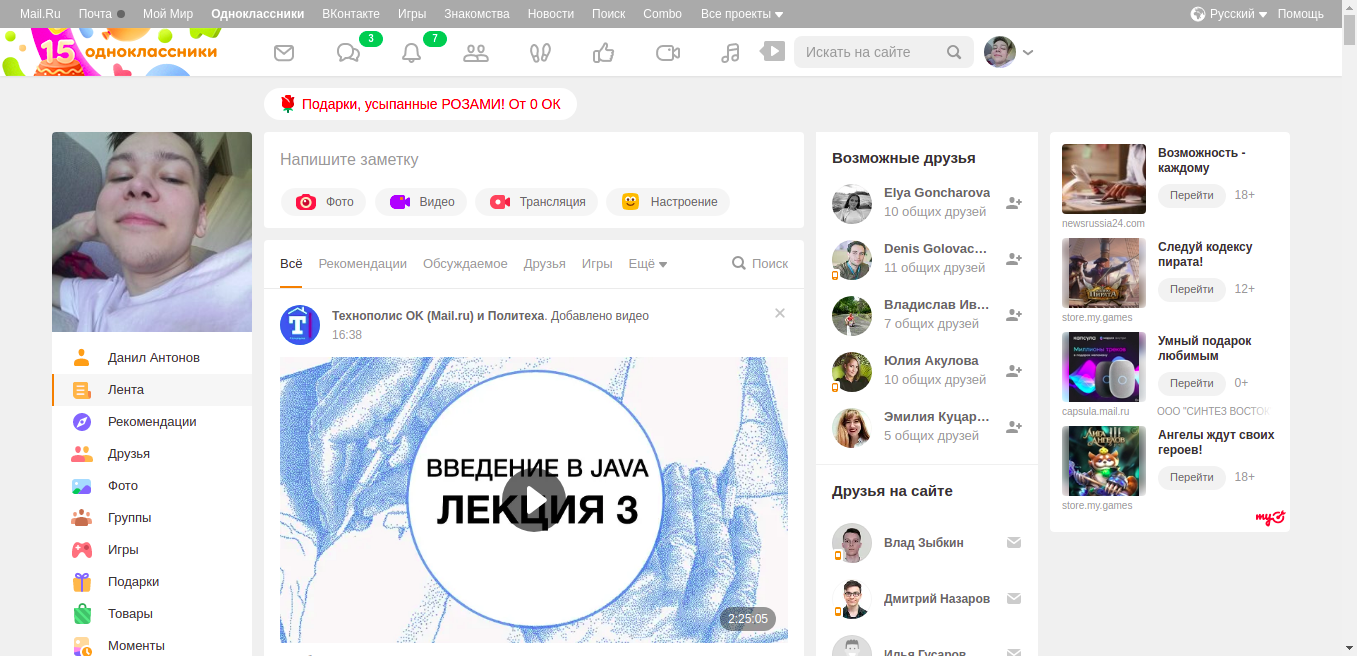 Mail.Ru Почта Мой Мир Одноклассники ВКонтакте Игры Знакомства Новости Поиск Combo Все проекты Русский Помощь
15 одноклассники
3
7
Искать на сайте
Подарки, усыпанные РОЗАМИ! От 0 ОК
Данил Антонов
Лента
Рекомендации
Друзья
Фото
Группы
Игры
Подарки
Товары
Моменты
Напишите заметку
Фото Видео Трансляция Настроение
Всё Рекомендации Обсуждаемое Друзья Игры Ещё Поиск
Технополис OK (Mail.ru) и Политеха. Добавлено видео
16:38
ВВЕДЕНИЕ В JAVA
ЛЕКЦИЯ 3
2:25:05
Возможные друзья
Elya Goncharova
10 общих друзей
Denis Golovac...
11 общих друзей
Владислав Ив...
7 общих друзей
Юлия Акулова
10 общих друзей
Эмилия Куцар...
5 общих друзей
Друзья на сайте
Влад Зыбкин
Дмитрий Назаров
Илья Гусаров
Возможность -
каждому
Перейти 18+
newsrussia24.com
Следуй кодексу
пирата!
Перейти 12+
store.my.games
Умный подарок
любимым
Перейти 0+
capsula.mail.ru ООО "СИНТЕЗ ВОСТОК
Ангелы ждут своих
героев!
Перейти 18+
store.my.games